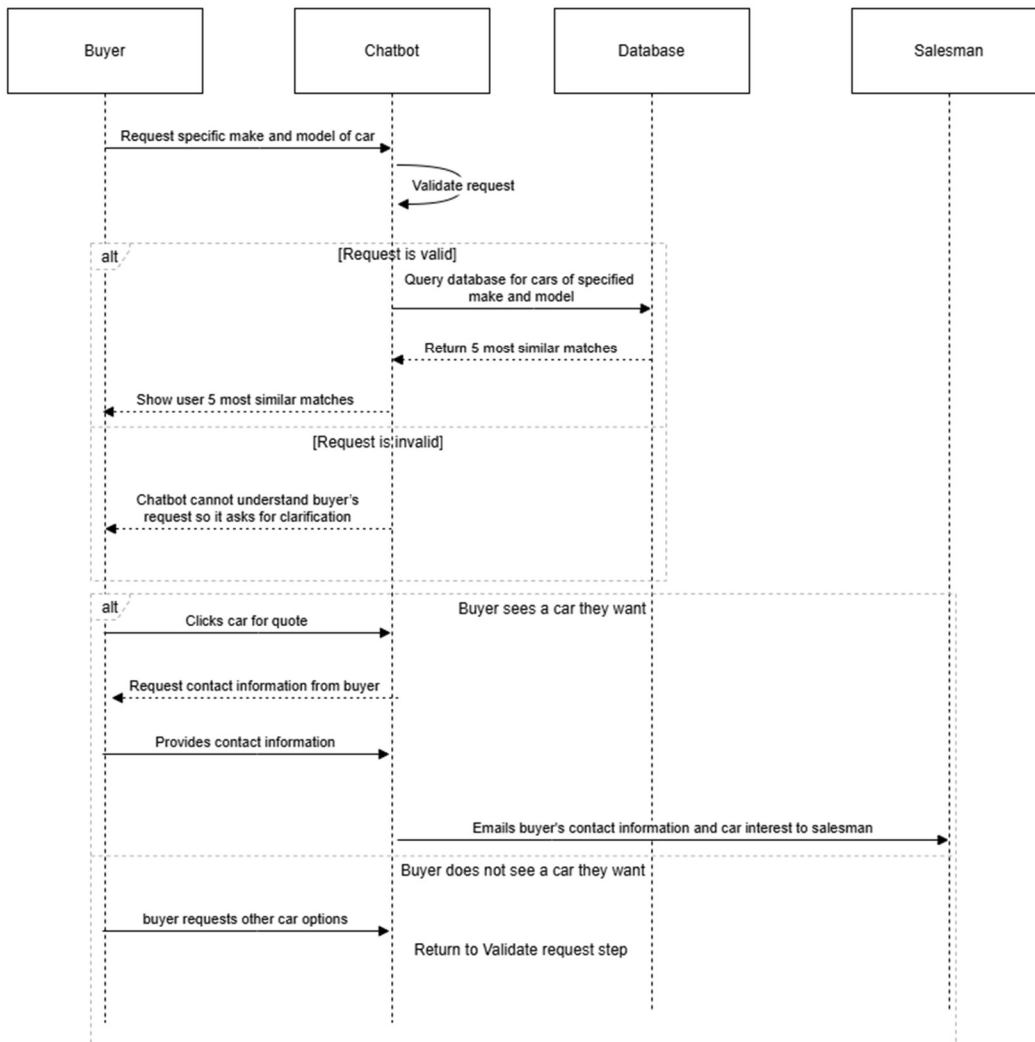 Buyer
Chatbot
Database
Salesman
Request specific make and model of car
Validate request
alt
[Request is valid]
Query database for cars of specified
make and model
Return 5 most similar matches
Show user 5 most similar matches
[Request is invalid]
Chatbot cannot understand buyer's
request so it asks for clarification
alt
Buyer sees a car they want
Clicks car for quote
Request contact information from buyer
Provides contact information
Emails buyer's contact information and car interest to salesman
Buyer does not see a car they want
buyer requests other car options
Return to Validate request step